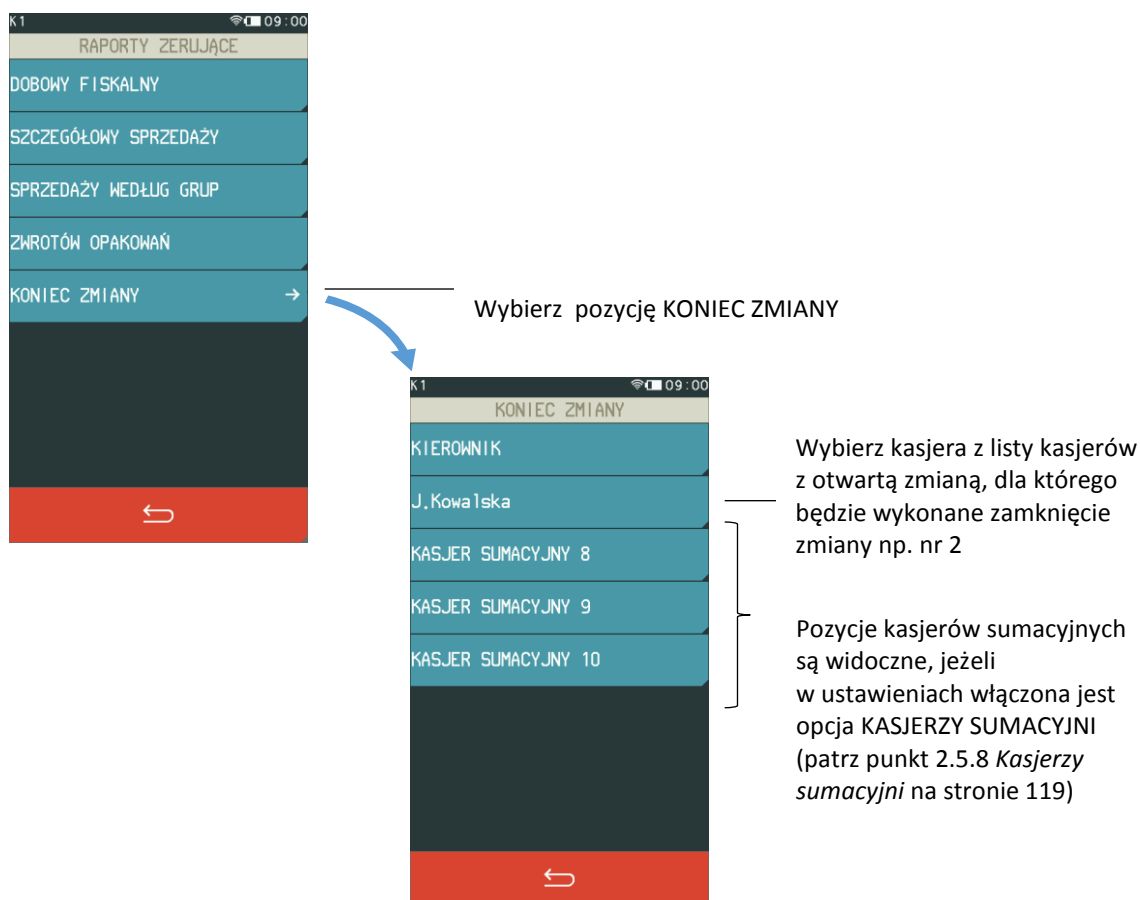 K1 09:00
RAPORTY ZERUJĄCE
DOBOWY FISKALNY
SZCZEGÓŁOWY SPRZEDAŻY
SPRZEDAŻY WEDŁUG GRUP
ZWROTÓW OPAKOWAŃ
KONIEC ZMIANY
Wybierz pozycję KONIEC ZMIANY
K1 09:00
KONIEC ZMIANY
KIEROWNIK
J.Kowalska
KASJER SUMACYJNY 8
KASJER SUMACYJNY 9
KASJER SUMACYJNY 10
Wybierz kasjera z listy kasjerów
z otwartą zmianą, dla którego
będzie wykonane zamknięcie
zmiany np. nr 2
Pozycje kasjerów sumacyjnych
są widoczne, jeżeli
w ustawieniach włączona jest
opcja KASJERZY SUMACYJNI
(patrz punkt 2.5.8 Kasjerzy
sumacyjni na stronie 119)